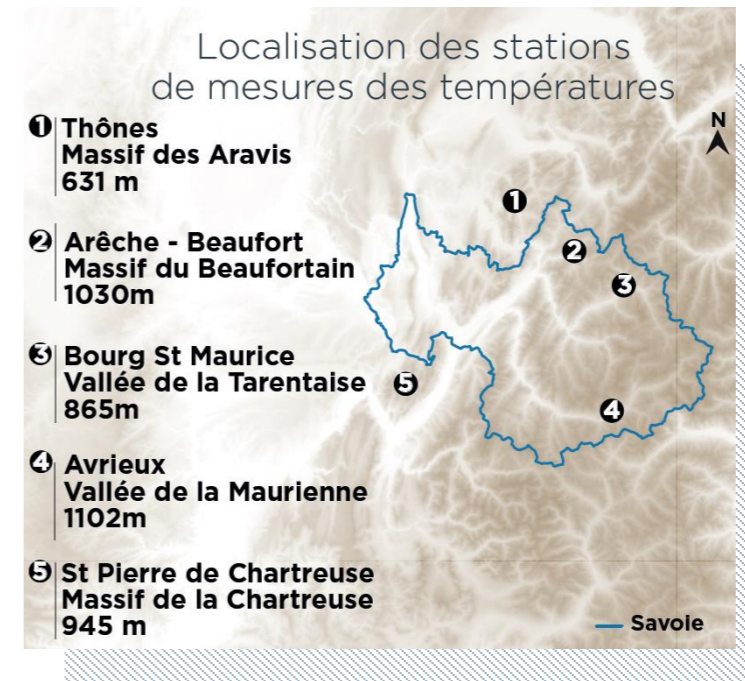 Localisation des stations
de mesures des températures
N
1 Thônes
Massif des Aravis
631 m
2 Arêche - Beaufort
Massif du Beaufortain
1030m
3 Bourg St Maurice
Vallée de la Tarentaise
865m
4 Avrieux
Vallée de la Maurienne
1102m
5 St Pierre de Chartreuse
Massif de la Chartreuse
945 m
1
2
3
5
4
Savoie